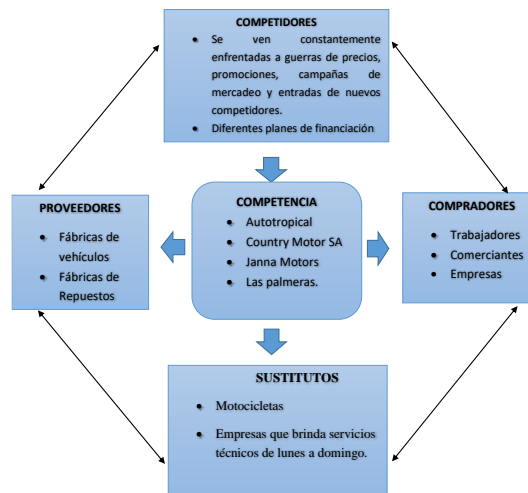 COMPETIDORES
• Se ven constantemente
enfrentadas a guerras de precios,
promociones, campañas de
mercadeo y entradas de nuevos
competidores.
• Diferentes planes de financiación
PROVEEDORES
• Fábricas de
vehículos
• Fábricas de
Repuestos
COMPETENCIA
• Autotropical
• Country Motor SA
• Janna Motors
• Las palmeras.
COMPRADORES
• Trabajadores
• Comerciantes
• Empresas
SUSTITUTOS
• Motocicletas
• Empresas que brinda servicios
técnicos de lunes a domingo.